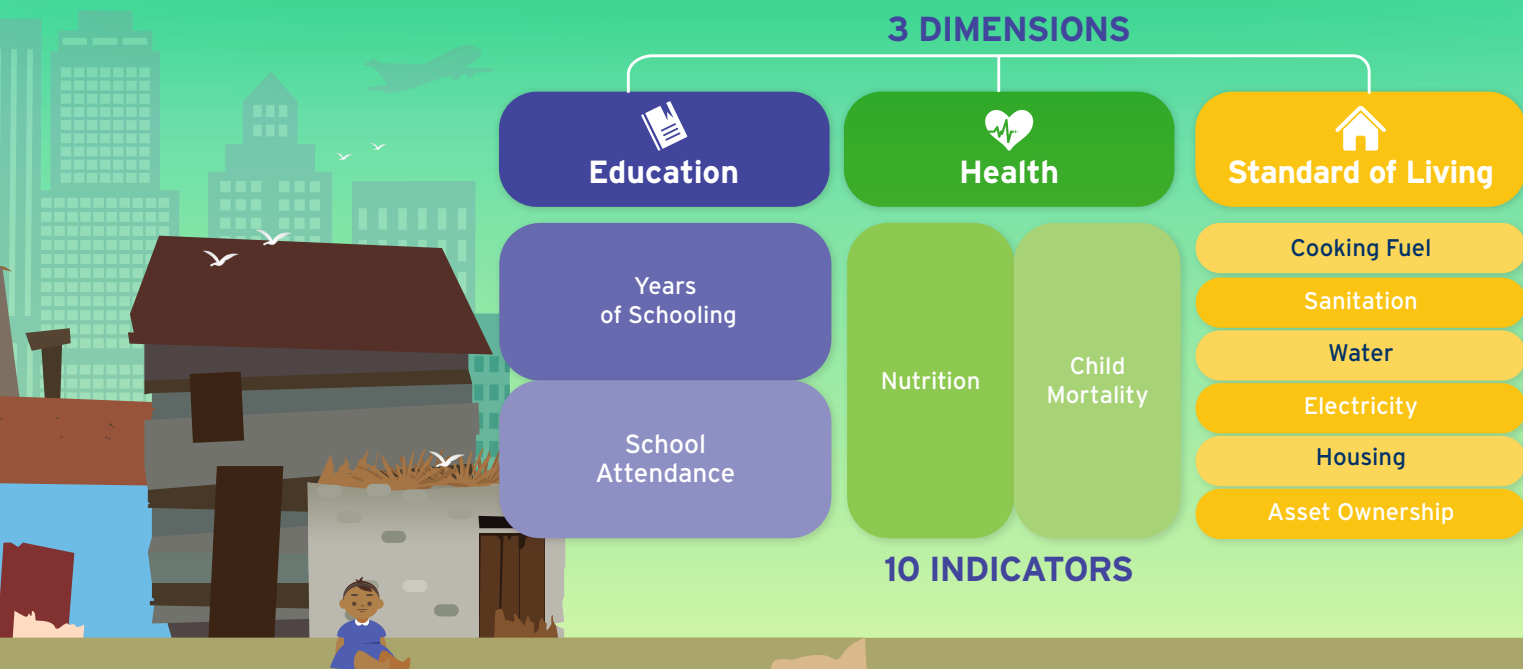 3 DIMENSIONS
Education
Health
Standard of Living
Years
of Schooling
School
Attendance
Nutrition
Child
Mortality
Cooking Fuel
Sanitation
Water
Electricity
Housing
Asset Ownership
10 INDICATORS